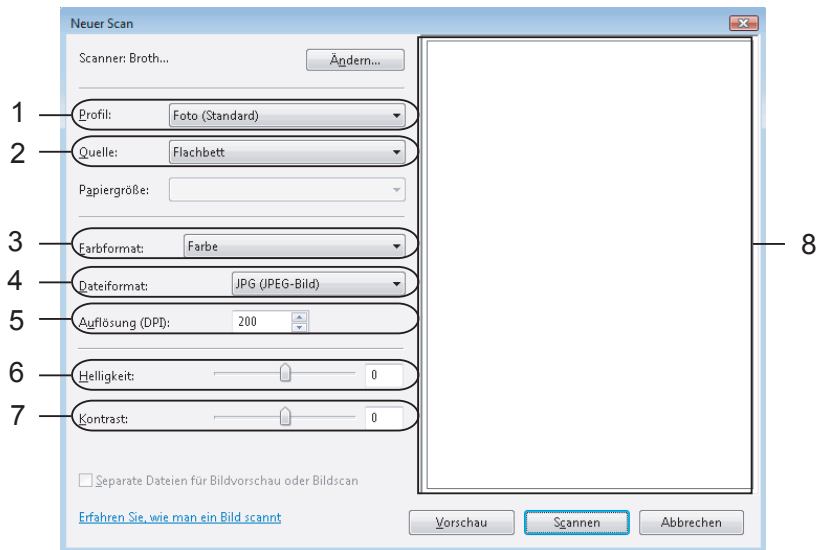 Neuer Scan
Scanner: Broth...
Ändern...
1
Profil:
Foto (Standard)
2
Quelle:
Flachbett
Papiergröße:
3
Farbformat:
Farbe
8
4
Dateiformat:
JPG (JPEG-Bild)
5
Auflösung (DPI):
200
6
Helligkeit:
0
7
Kontrast:
0
Separate Dateien für Bildvorschau oder Bildscan
Erfahren Sie, wie man ein Bild scannt
Vorschau
Scannen
Abbrechen